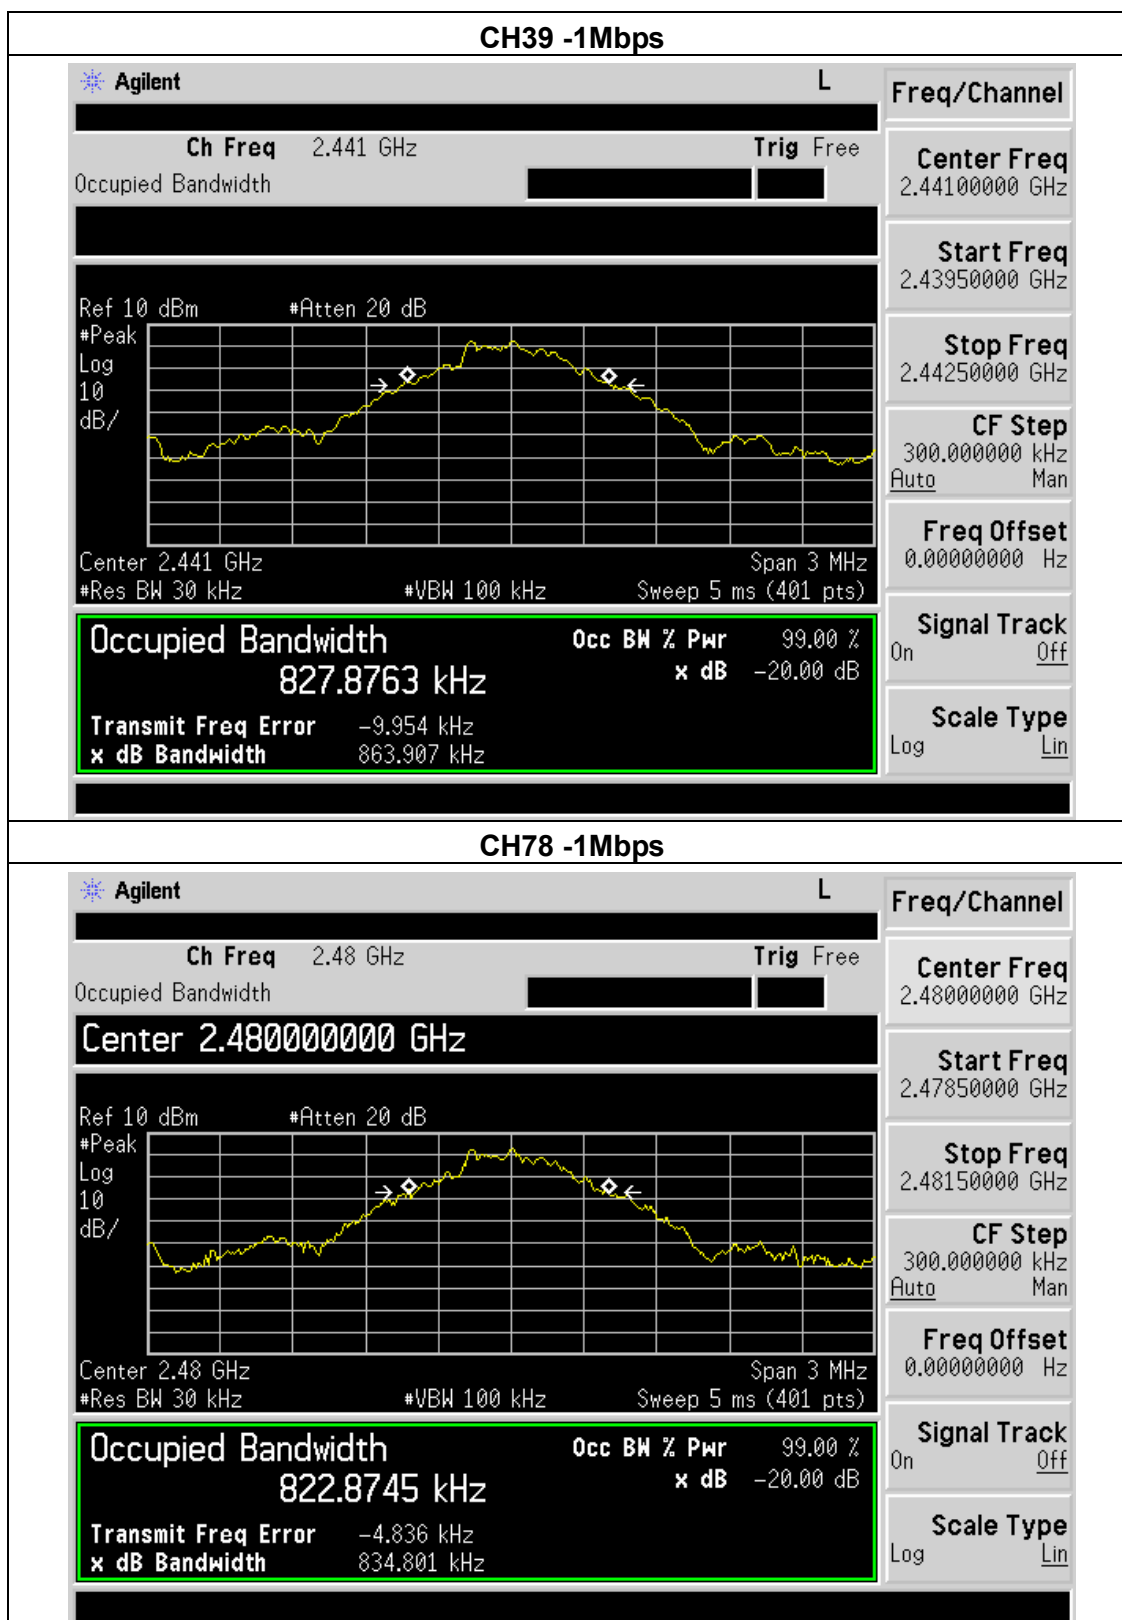 CH39 -1Mbps
Agilent L
Freq/Channel
Ch Freq 2.441 GHz Trig Free
Occupied Bandwidth
Center Freq
2.44100000 GHz
Start Freq
2.43950000 GHz
Stop Freq
2.44250000 GHz
CF Step
300.000000 kHz
Auto Man
Freq Offset
0.00000000 Hz
Signal Track
On Off
Scale Type
Log Lin
Ref 10 dBm #Atten 20 dB
#Peak
Log
10
dB/
Center 2.441 GHz Span 3 MHz
#Res BW 30 kHz #VBW 100 kHz Sweep 5 ms (401 pts)
Occupied Bandwidth Occ BW % Pwr 99.00 %
827.8763 kHz x dB -20.00 dB
Transmit Freq Error -9.954 kHz
x dB Bandwidth 863.907 kHz
CH78 -1Mbps
Agilent L
Freq/Channel
Ch Freq 2.48 GHz Trig Free
Occupied Bandwidth
Center 2.480000000 GHz
Center Freq
2.48000000 GHz
Start Freq
2.47850000 GHz
Stop Freq
2.48150000 GHz
CF Step
300.000000 kHz
Auto Man
Freq Offset
0.00000000 Hz
Signal Track
On Off
Scale Type
Log Lin
Ref 10 dBm #Atten 20 dB
#Peak
Log
10
dB/
Center 2.48 GHz Span 3 MHz
#Res BW 30 kHz #VBW 100 kHz Sweep 5 ms (401 pts)
Occupied Bandwidth Occ BW % Pwr 99.00 %
822.8745 kHz x dB -20.00 dB
Transmit Freq Error -4.836 kHz
x dB Bandwidth 834.801 kHz